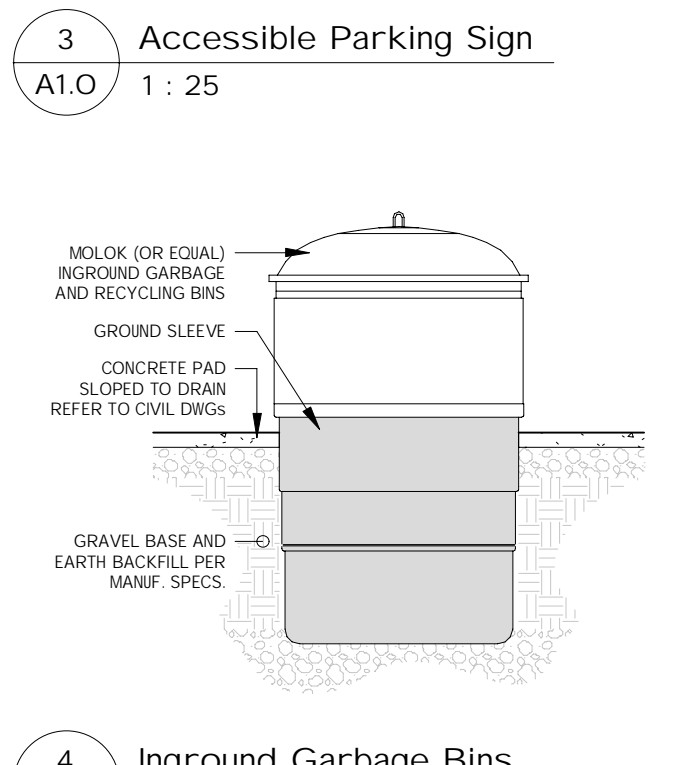 3 Accessible Parking Sign
A1.0 1 : 25
MOLOK (OR EQUAL)
INGROUND GARBAGE
AND RECYCLING BINS
GROUND SLEEVE
CONCRETE PAD
SLOPED TO DRAIN
REFER TO CIVIL DWGs
GRAVEL BASE AND
EARTH BACKFILL PER
MANUF. SPECS.
4 Inground Garbage Bins